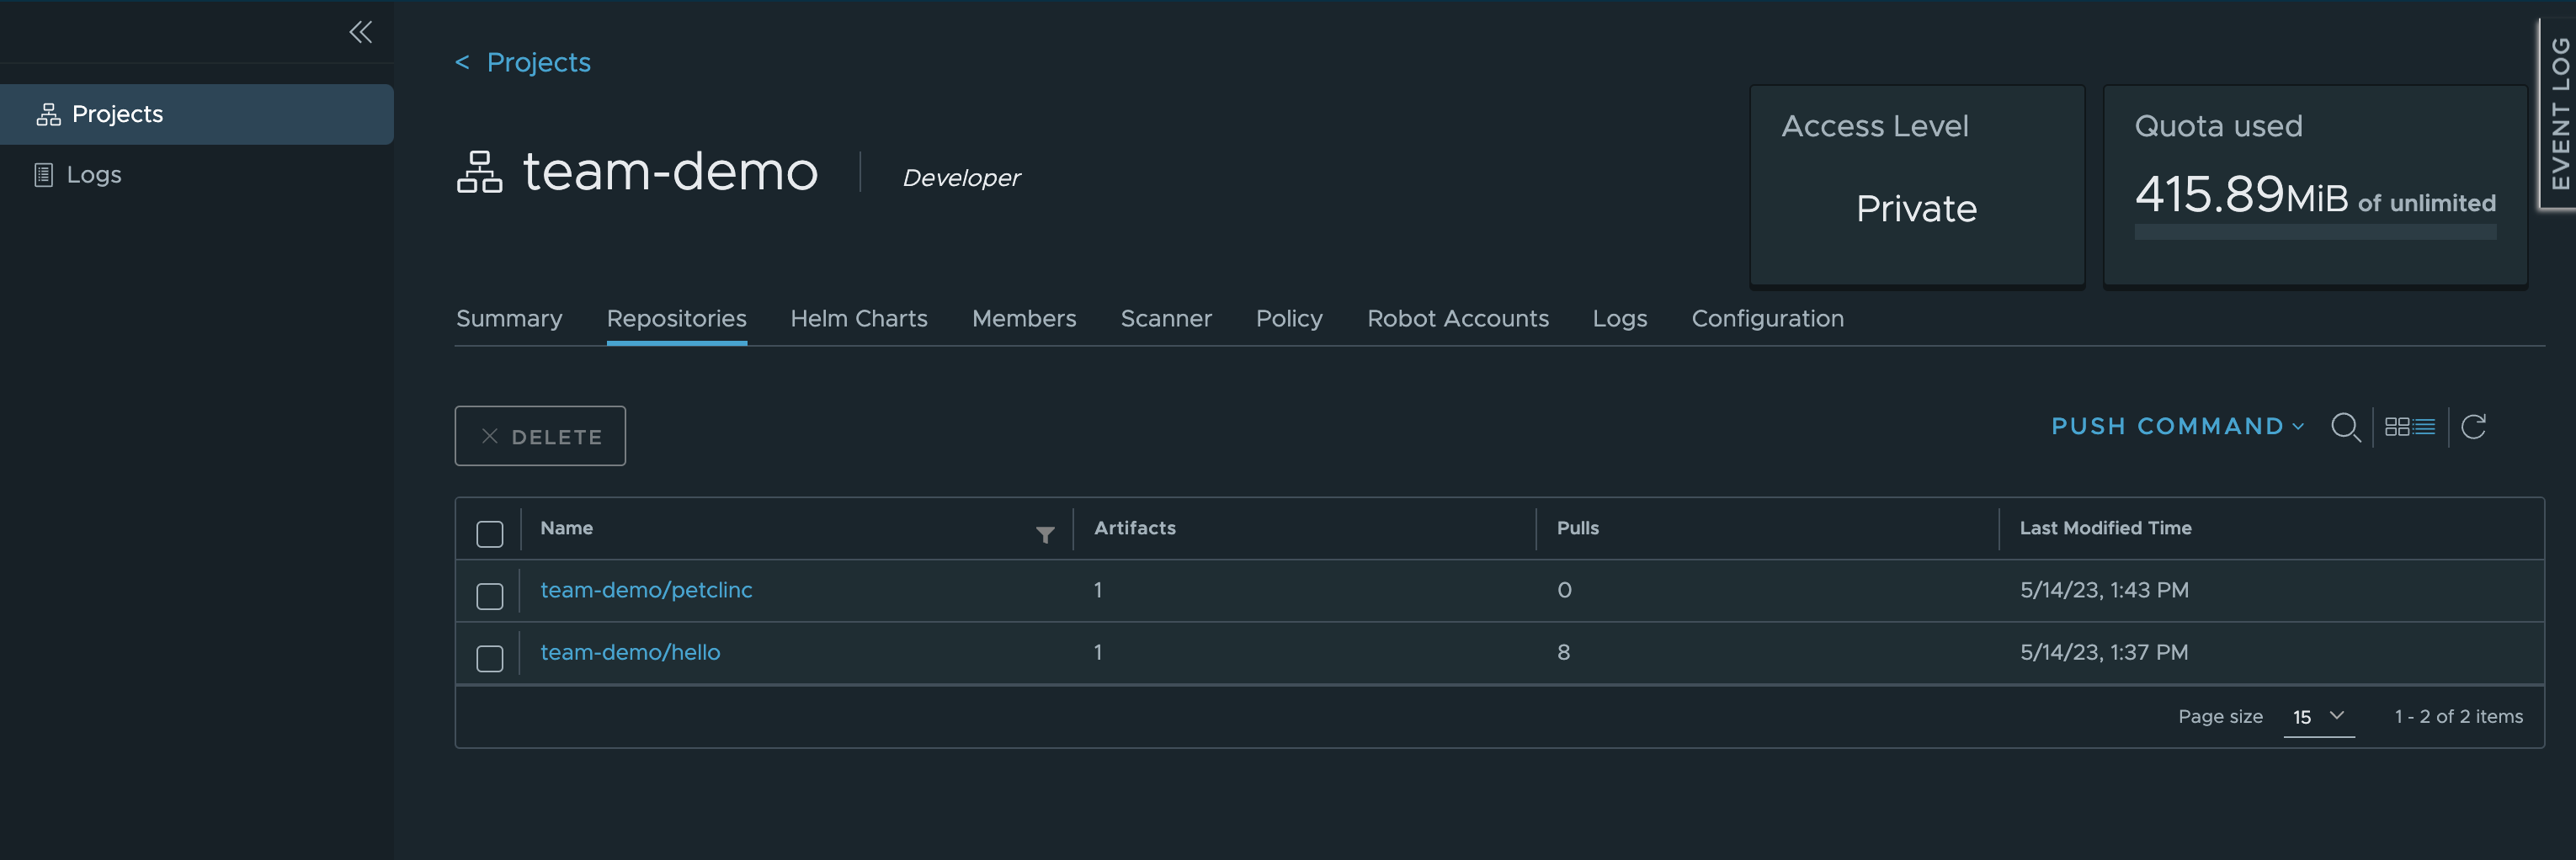 < Projects
Projects
Logs
team-demo
Developer
Access Level
Private
Quota used
415.89MiB of unlimited
EVENT LOG
Summary Repositories Helm Charts Members Scanner Policy Robot Accounts Logs Configuration
DELETE
PUSH COMMAND
Name Artifacts Pulls Last Modified Time
team-demo/petclinc 1 0 5/14/23, 1:43 PM
team-demo/hello 1 8 5/14/23, 1:37 PM
Page size 15 1 - 2 of 2 items